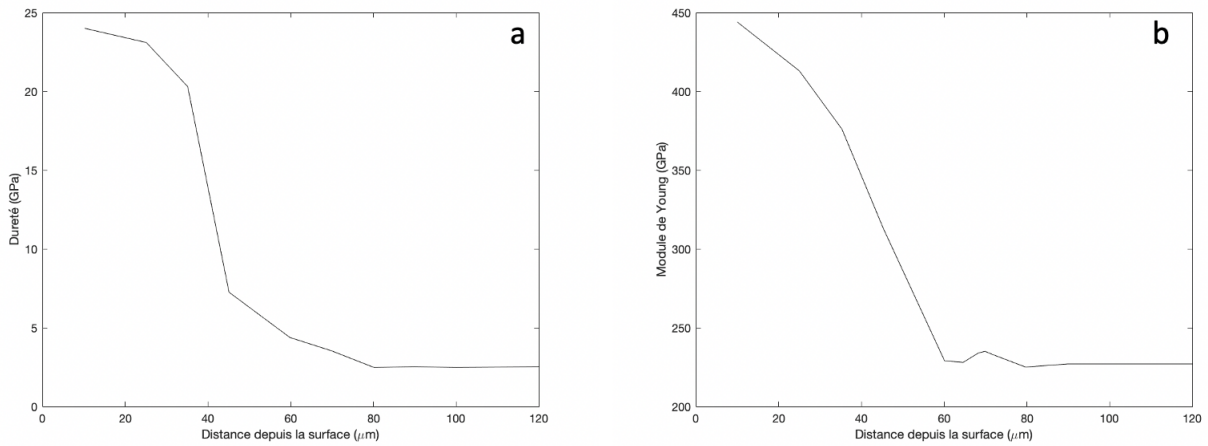 a
25
20
15
10
5
0
Dureté (GPa)
0 20 40 60 80 100 120
Distance depuis la surface (μm)
b
450
400
350
300
250
200
Module de Young (GPa)
0 20 40 60 80 100 120
Distance depuis la surface (μm)